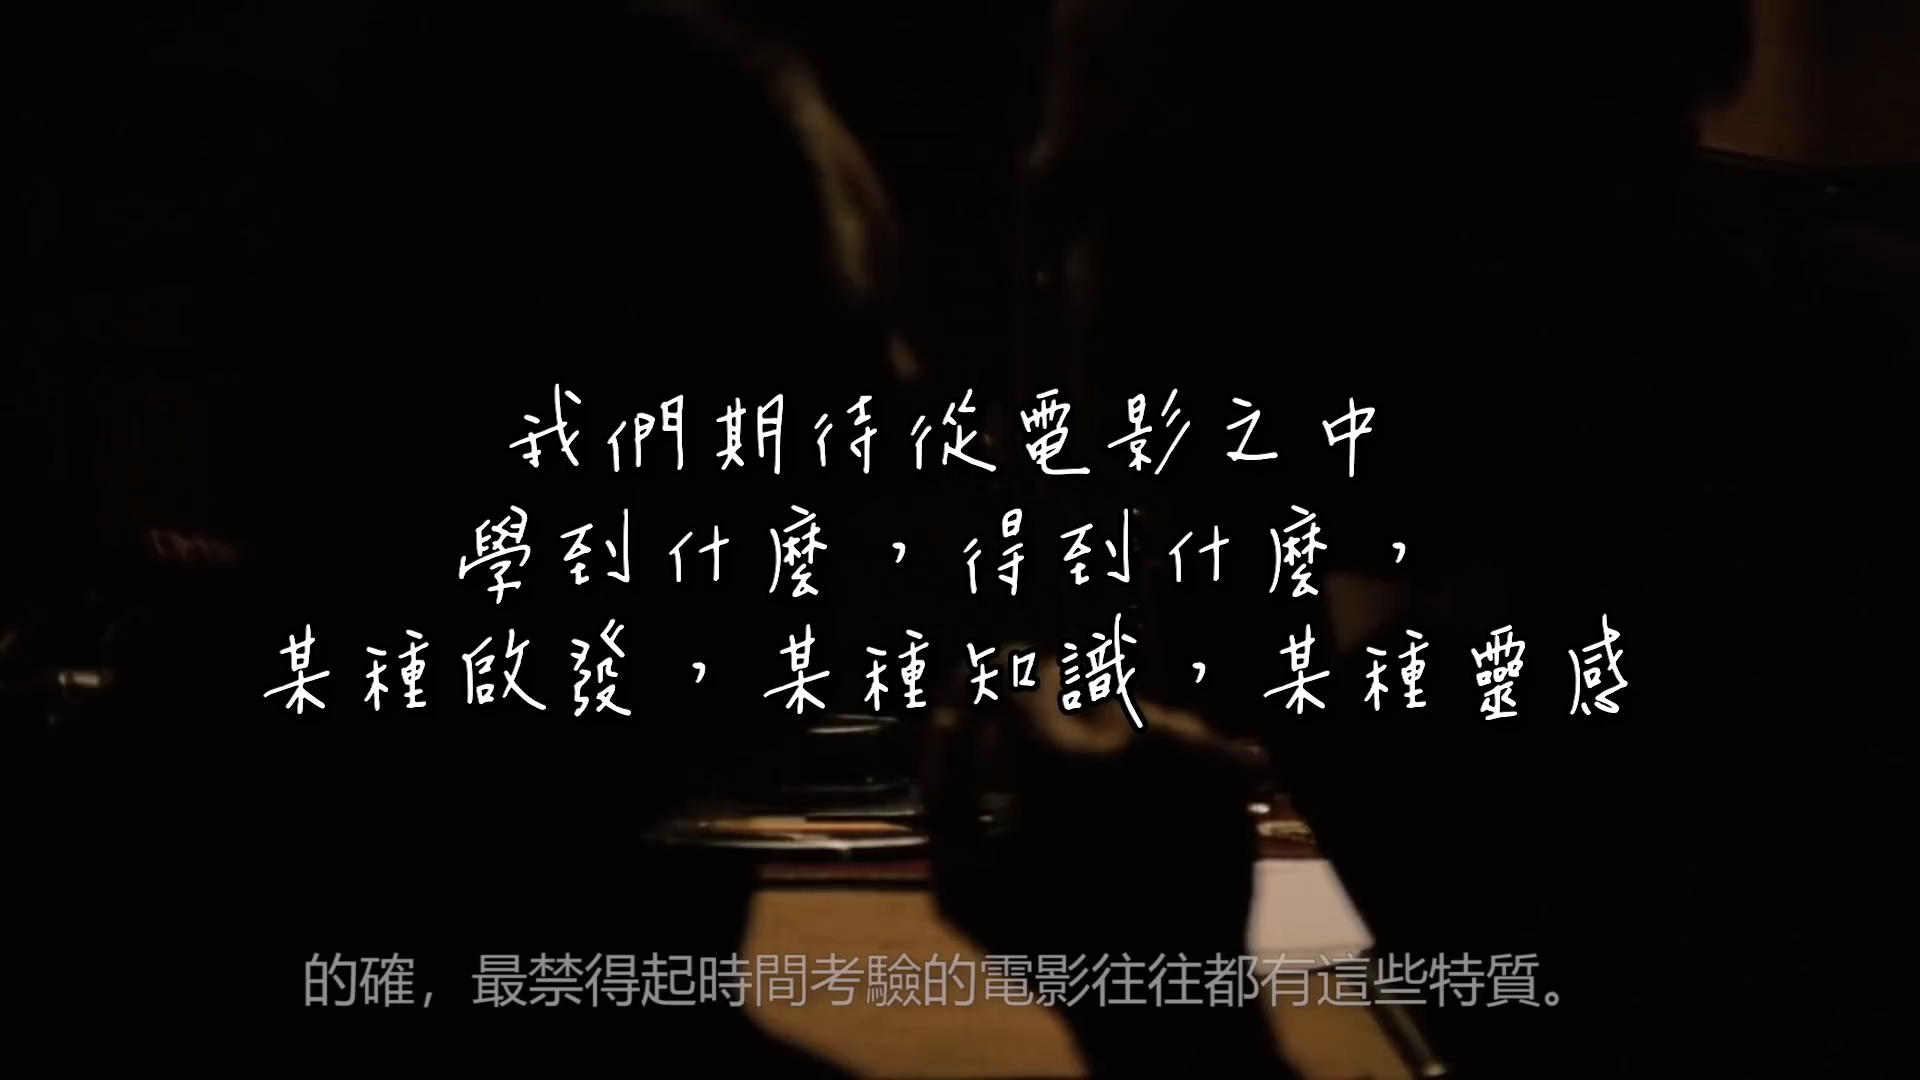 我們期待從電影之中
學到什麼，得到什麼，
某種啟發，某種知識，某種靈感
的確，最禁得起時間考驗的電影往往都有這些特質。